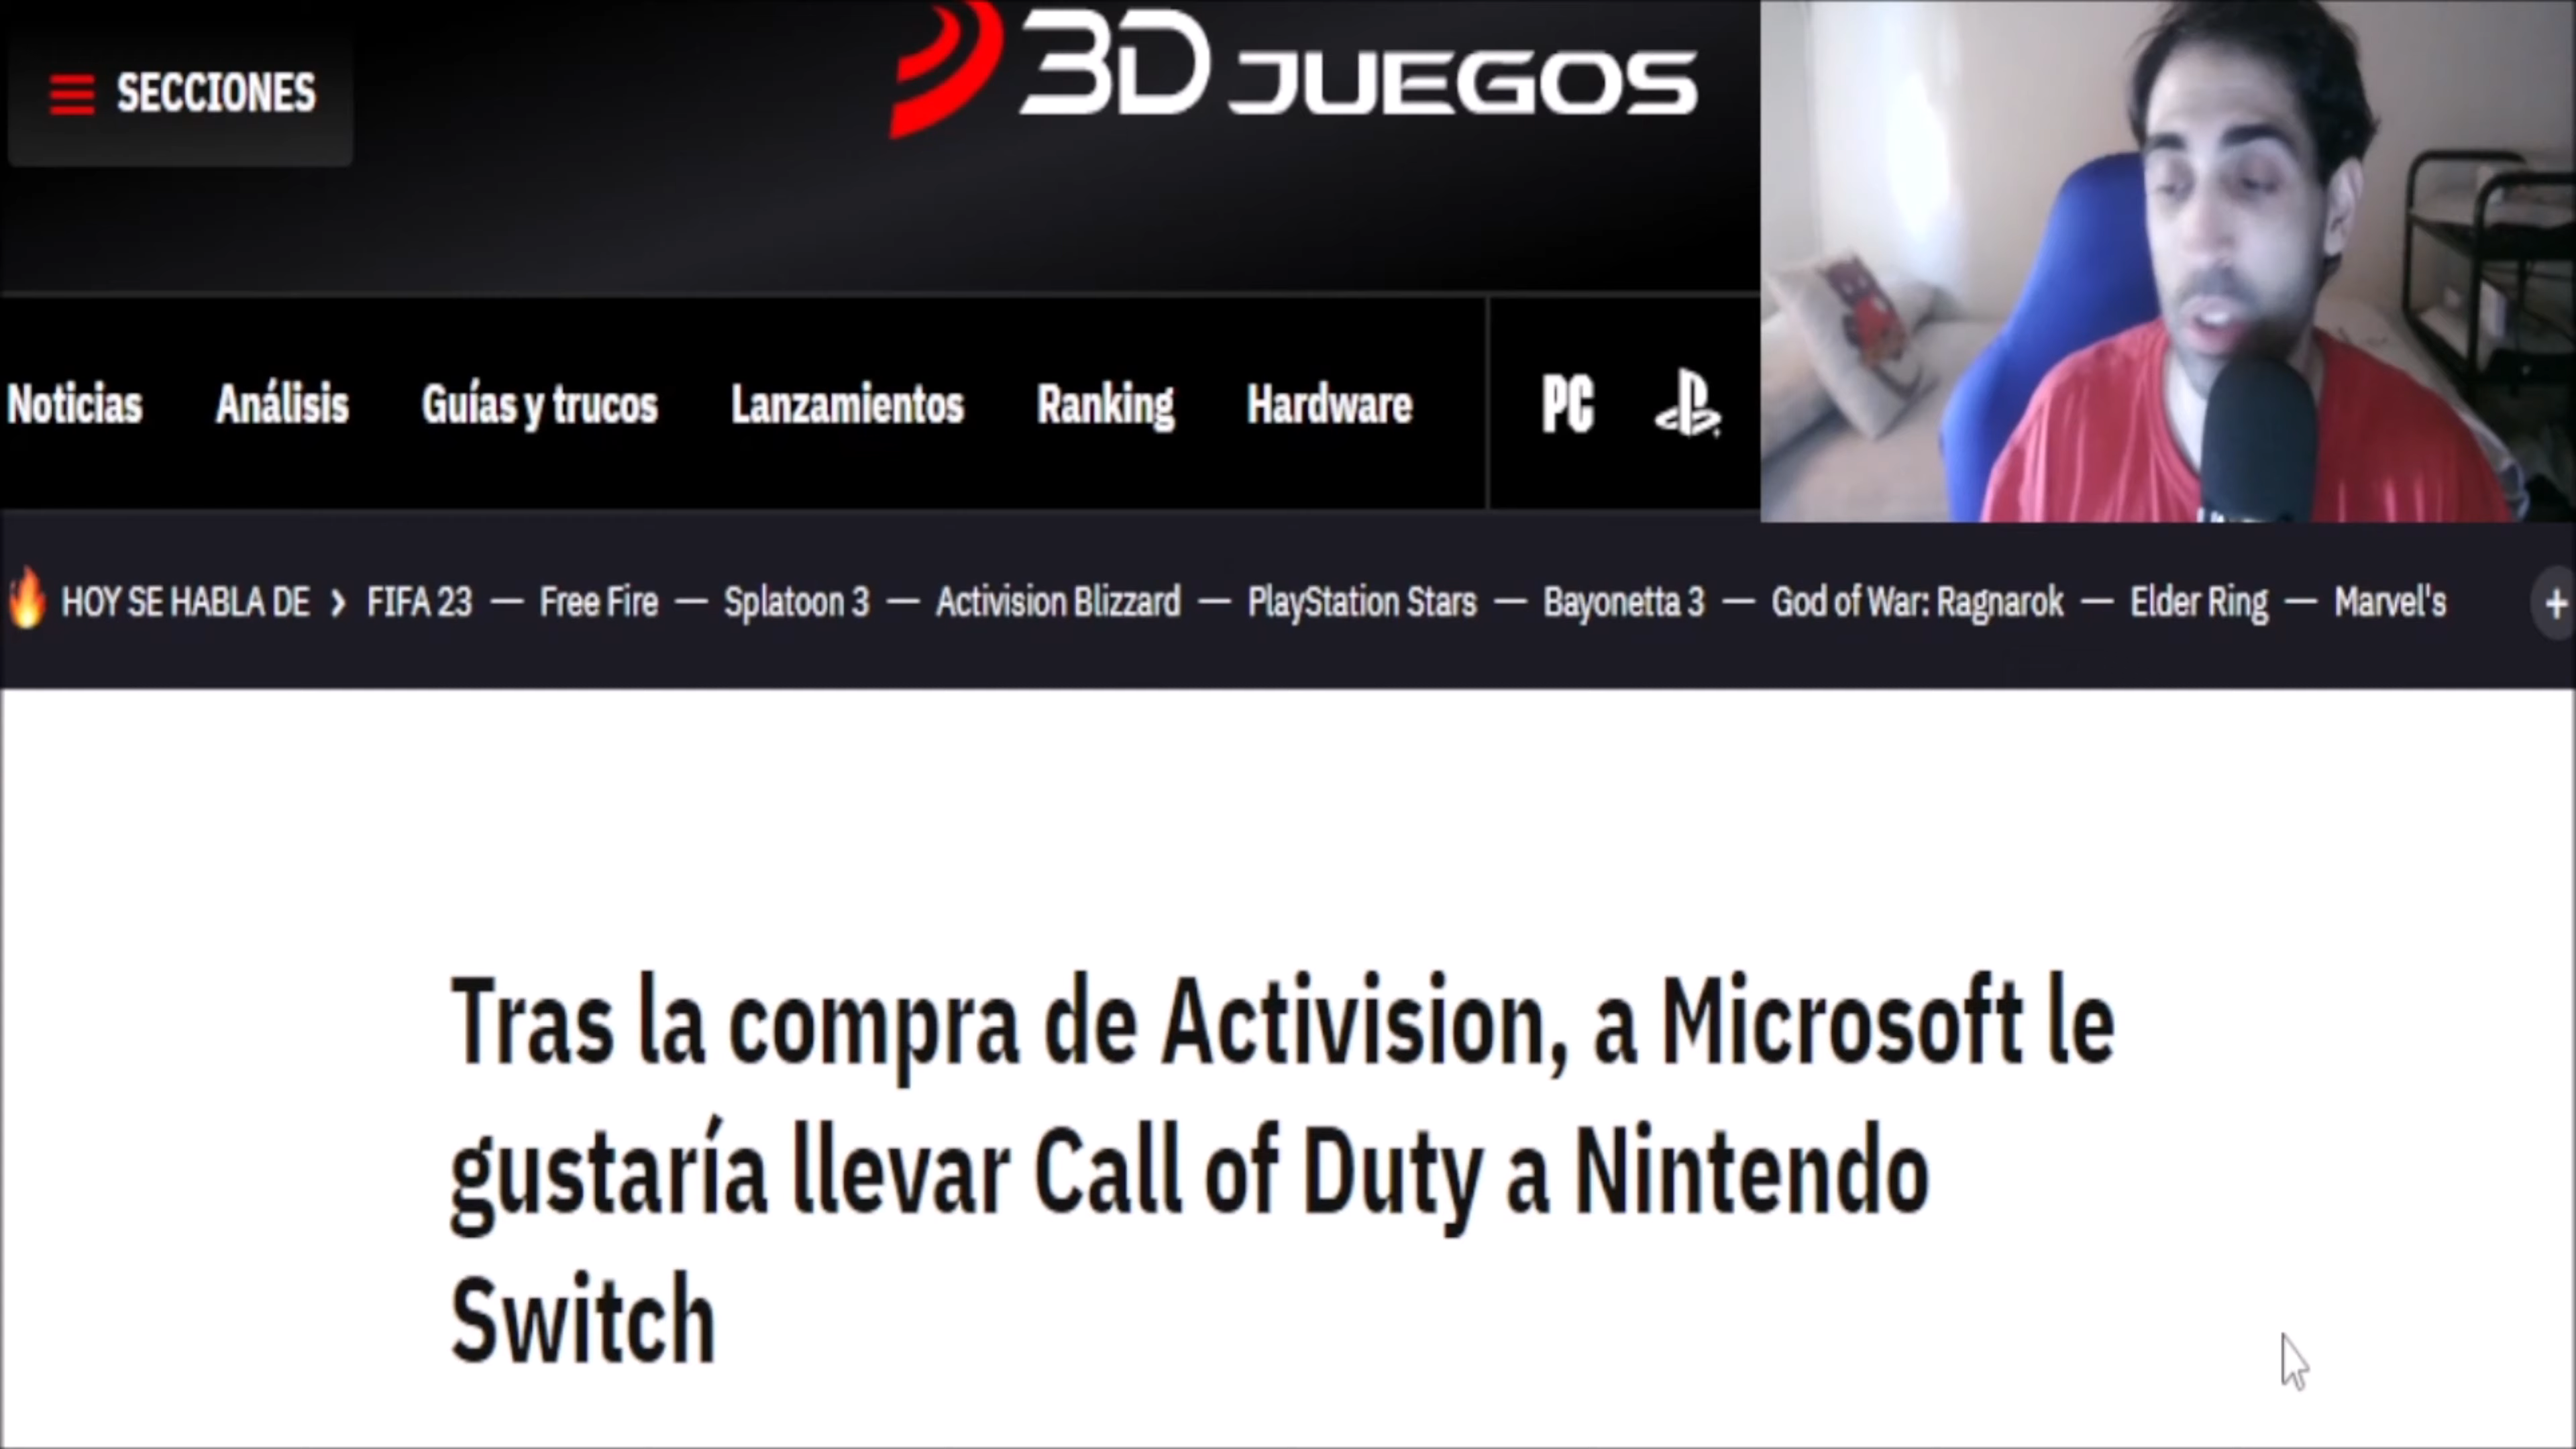 SECCIONES
3D JUEGOS
Noticias Análisis Guías y trucos Lanzamientos Ranking Hardware PC
HOY SE HABLA DE > FIFA 23 — Free Fire — Splatoon 3 — Activision Blizzard — PlayStation Stars — Bayonetta 3 — God of War: Ragnarok — Elder Ring — Marvel's +
Tras la compra de Activision, a Microsoft le
gustaría llevar Call of Duty a Nintendo
Switch